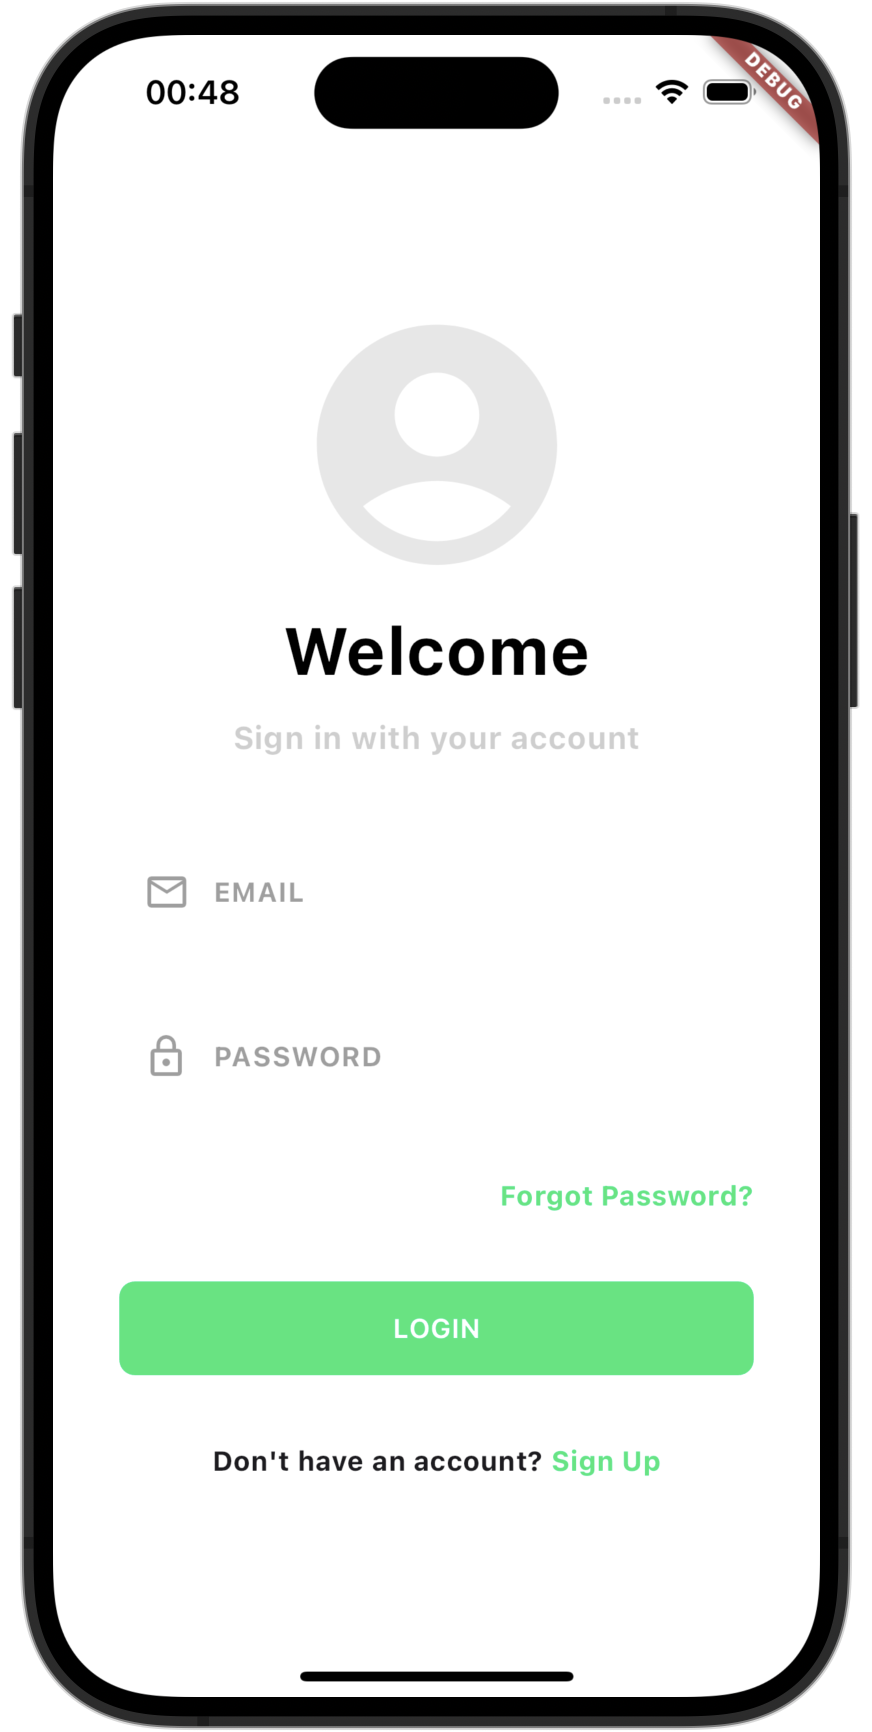 00:48
DEBUG
Welcome
Sign in with your account
EMAIL
PASSWORD
Forgot Password?
LOGIN
Don't have an account? Sign Up